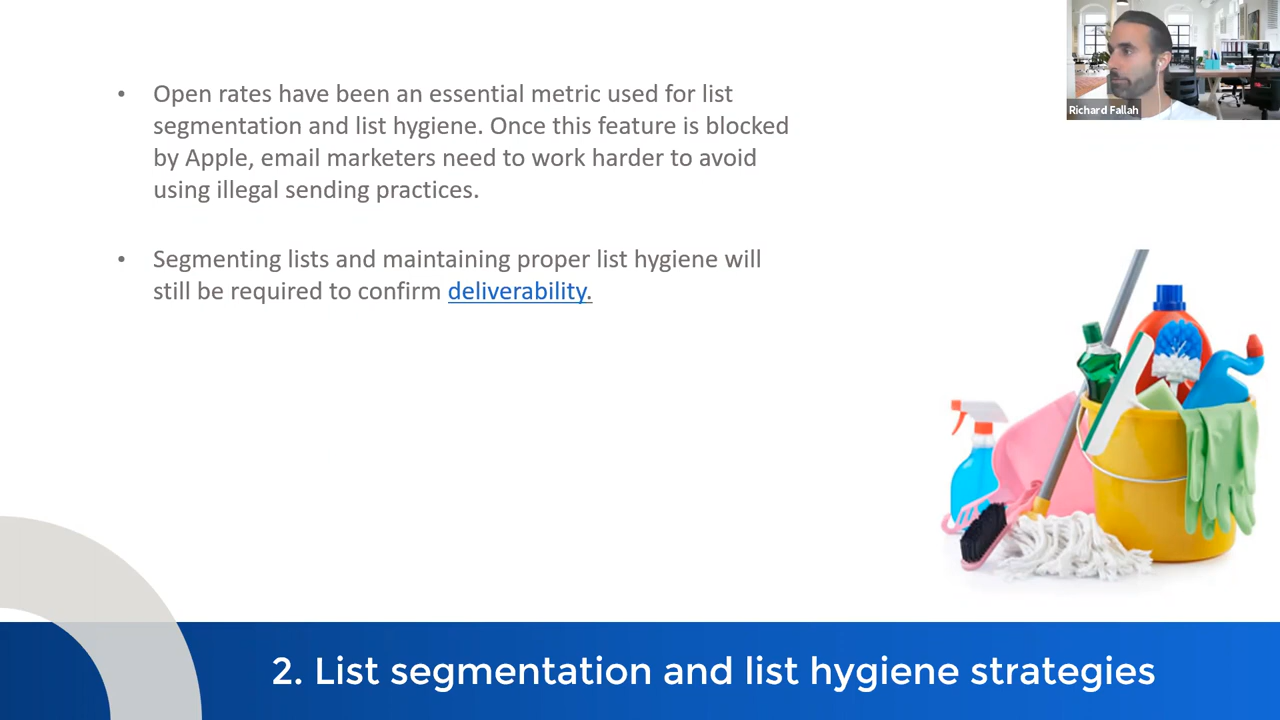 Richard Fallah
• Open rates have been an essential metric used for list
segmentation and list hygiene. Once this feature is blocked
by Apple, email marketers need to work harder to avoid
using illegal sending practices.
• Segmenting lists and maintaining proper list hygiene will
still be required to confirm deliverability.
2. List segmentation and list hygiene strategies